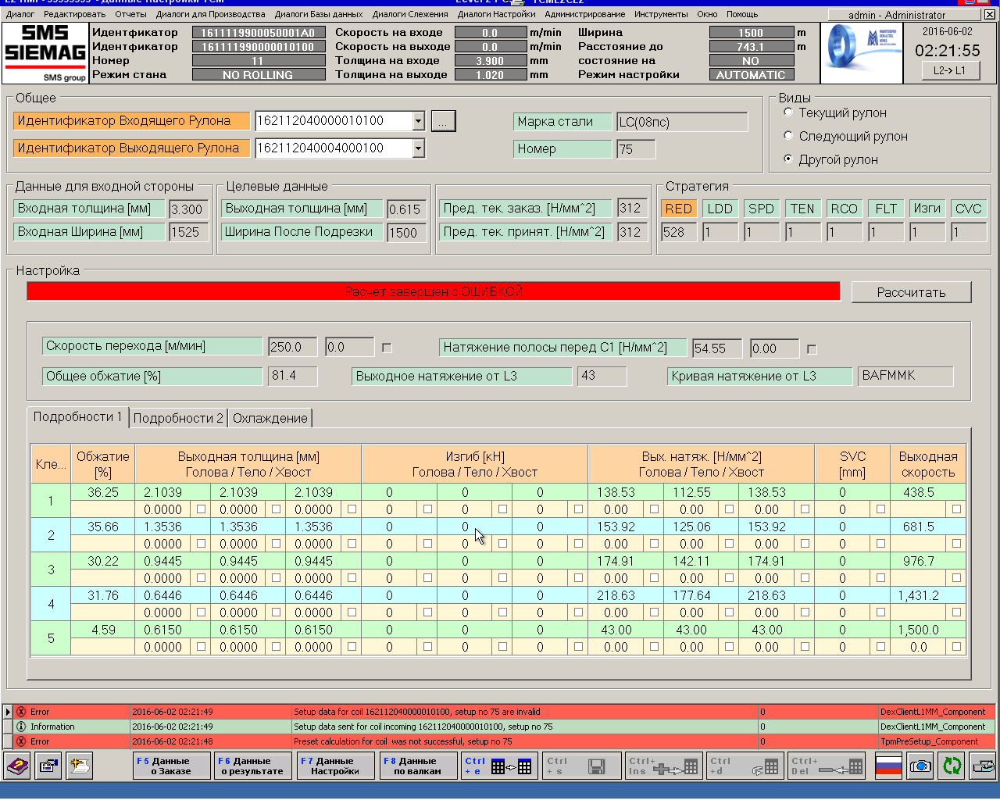 Диалог Редактировать Отчеты Диалоги для Производства Диалоги Базы данных Диалоги Слежения Диалоги Настройки Администрирование Инструменты Окно Помощь admin - Administrator
SMS SIEMAG
SMS group
Идентфикатор 1611119900050001A0 Скорость на входе 0.0 m/min Ширина 1500 m
Идентфикатор 161111990000010100 Скорость на выходе 0.0 m/min Расстояние до 743.1 m
Номер 11 Толщина на входе 3.900 mm состояние на NO
Режим стана NO ROLLING Толщина на выходе 1.020 mm Режим настройки AUTOMATIC
2016-06-02
02:21:55
L2-> L1
Общее
Идентификатор Входящего Рулона 162112040000010100 ... Марка стали LC(08пс)
Идентификатор Выходящего Рулона 162112040004000100 Номер 75
Виды
Текущий рулон
Следующий рулон
Другой рулон
Данные для входной стороны
Входная толщина [мм] 3.300
Входная Ширина [мм] 1525
Целевые данные
Выходная толщина [мм] 0.615
Ширина После Подрезки 1500
Пред. тек. заказ. [Н/мм^2] 312
Пред. тек. принят. [Н/мм^2] 312
Стратегия
RED LDD SPD TEN RCO FLT Изги CVC
528 1 1 1 1 1 1 1
Настройка
Расчет завершен с ОШИБКОЙ Рассчитать
Скорость перехода [м/мин] 250.0 0.0 Натяжение полосы перед С1 [Н/мм^2] 54.55 0.00
Общее обжатие [%] 81.4 Выходное натяжение от L3 43 Кривая натяжение от L3 BAFMMK
Подробности 1 Подробности 2 Охлаждение
Кле... Обжатие [%] Выходная толщина [мм] Голова / Тело / Хвост Изгиб [кН] Голова / Тело / Хвост Вых. натяж. [Н/мм^2] Голова / Тело / Хвост SVC [mm] Выходная скорость
1 36.25 2.1039 2.1039 2.1039 0 0 0 138.53 112.55 138.53 0 438.5
0.0000 0.0000 0.0000 0 0 0 0.00 0.00 0.00 0
2 35.66 1.3536 1.3536 1.3536 0 0 0 153.92 125.06 153.92 0 681.5
0.0000 0.0000 0.0000 0 0 0 0.00 0.00 0.00 0
3 30.22 0.9445 0.9445 0.9445 0 0 0 174.91 142.11 174.91 0 976.7
0.0000 0.0000 0.0000 0 0 0 0.00 0.00 0.00 0
4 31.76 0.6446 0.6446 0.6446 0 0 0 218.63 177.64 218.63 0 1,431.2
0.0000 0.0000 0.0000 0 0 0 0.00 0.00 0.00 0
5 4.59 0.6150 0.6150 0.6150 0 0 0 43.00 43.00 43.00 0 1,500.0
0.0000 0.0000 0.0000 0 0 0 0.00 0.00 0.00 0 0.0
Error 2016-06-02 02:21:49 Setup data for coil 162112040000010100, setup no 75 are invalid 0 DexClientL1MM_Component
Information 2016-06-02 02:21:49 Setup data sent for coil incoming 162112040000010100, setup no 75 0 DexClientL1MM_Component
Error 2016-06-02 02:21:48 Preset calculation for coil was not successful, setup no 75 0 TpmPreSetup_Component
F 5 Данные о Заказе
F 6 Данные о результате
F 7 Данные Настройки
F 8 Данные по валкам
Ctrl + e
Ctrl + s
Ctrl+ Ins
Ctrl +d
Ctrl+ Del